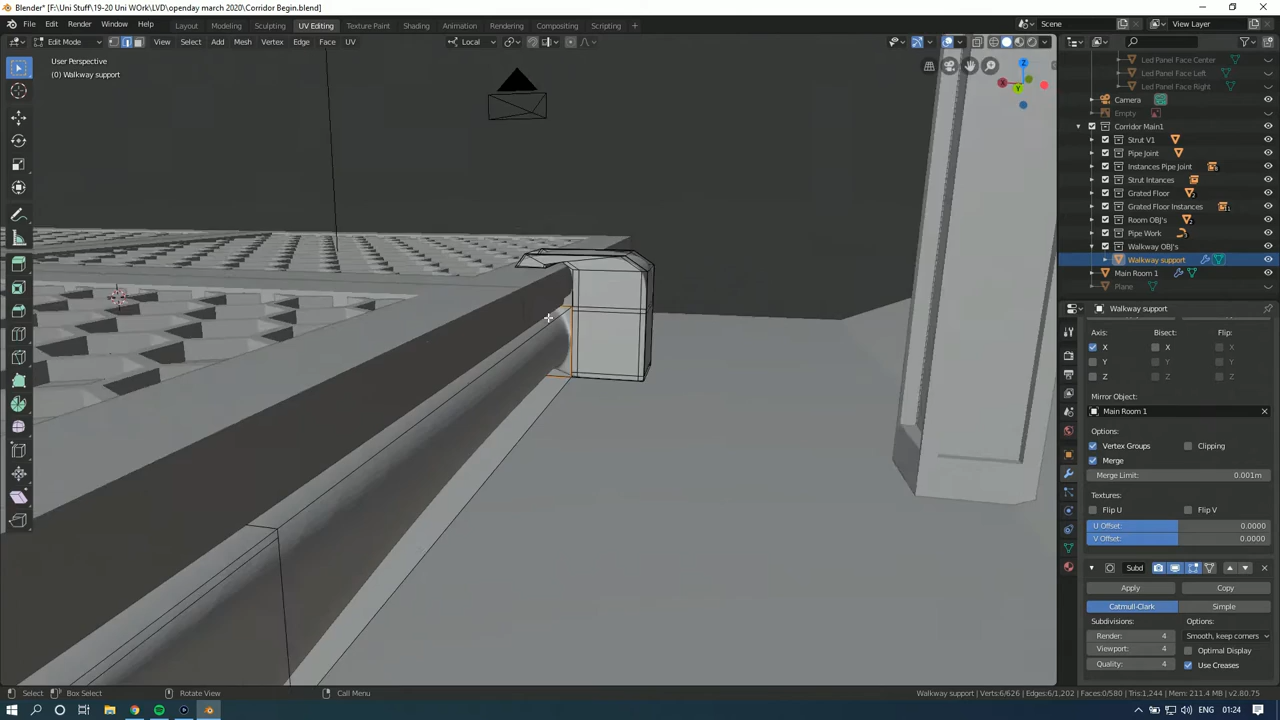 Blender* [F:\Uni Stuff\19-20 Uni WOrk\LVD\openday march 2020\Corridor Begin.blend]
File Edit Render Window Help Layout Modeling Sculpting UV Editing Texture Paint Shading Animation Rendering Compositing Scripting Scene View Layer
Edit Mode View Select Add Mesh Vertex Edge Face UV Local
User Perspective
(0) Walkway support
Z
X
Y
Led Panel Face Center
Led Panel Face Left
Led Panel Face Right
Camera
Empty
Corridor Main1
Strut V1
Pipe Joint
Instances Pipe Joint
Strut Intances
Grated Floor
Grated Floor Instances
Room OBJ's
Pipe Work
Walkway OBJ's
Walkway support
Main Room 1
Plane
Walkway support
Axis: Bisect: Flip:
X X X
Y Y Y
Z Z Z
Mirror Object:
Main Room 1
Options:
Vertex Groups Clipping
Merge
Merge Limit: 0.001m
Textures:
Flip U Flip V
U Offset: 0.0000
V Offset: 0.0000
Subd
Apply Copy
Catmull-Clark Simple
Subdivisions: Options:
Render: 4 Smooth, keep corners
Viewport: 4 Optimal Display
Quality: 4 Use Creases
Select Box Select Rotate View Call Menu Walkway support | Verts:6/626 | Edges:6/1,202 | Faces:0/580 | Tris:1,244 | Mem: 211.4 MB | v2.80.75
ENG 01:24